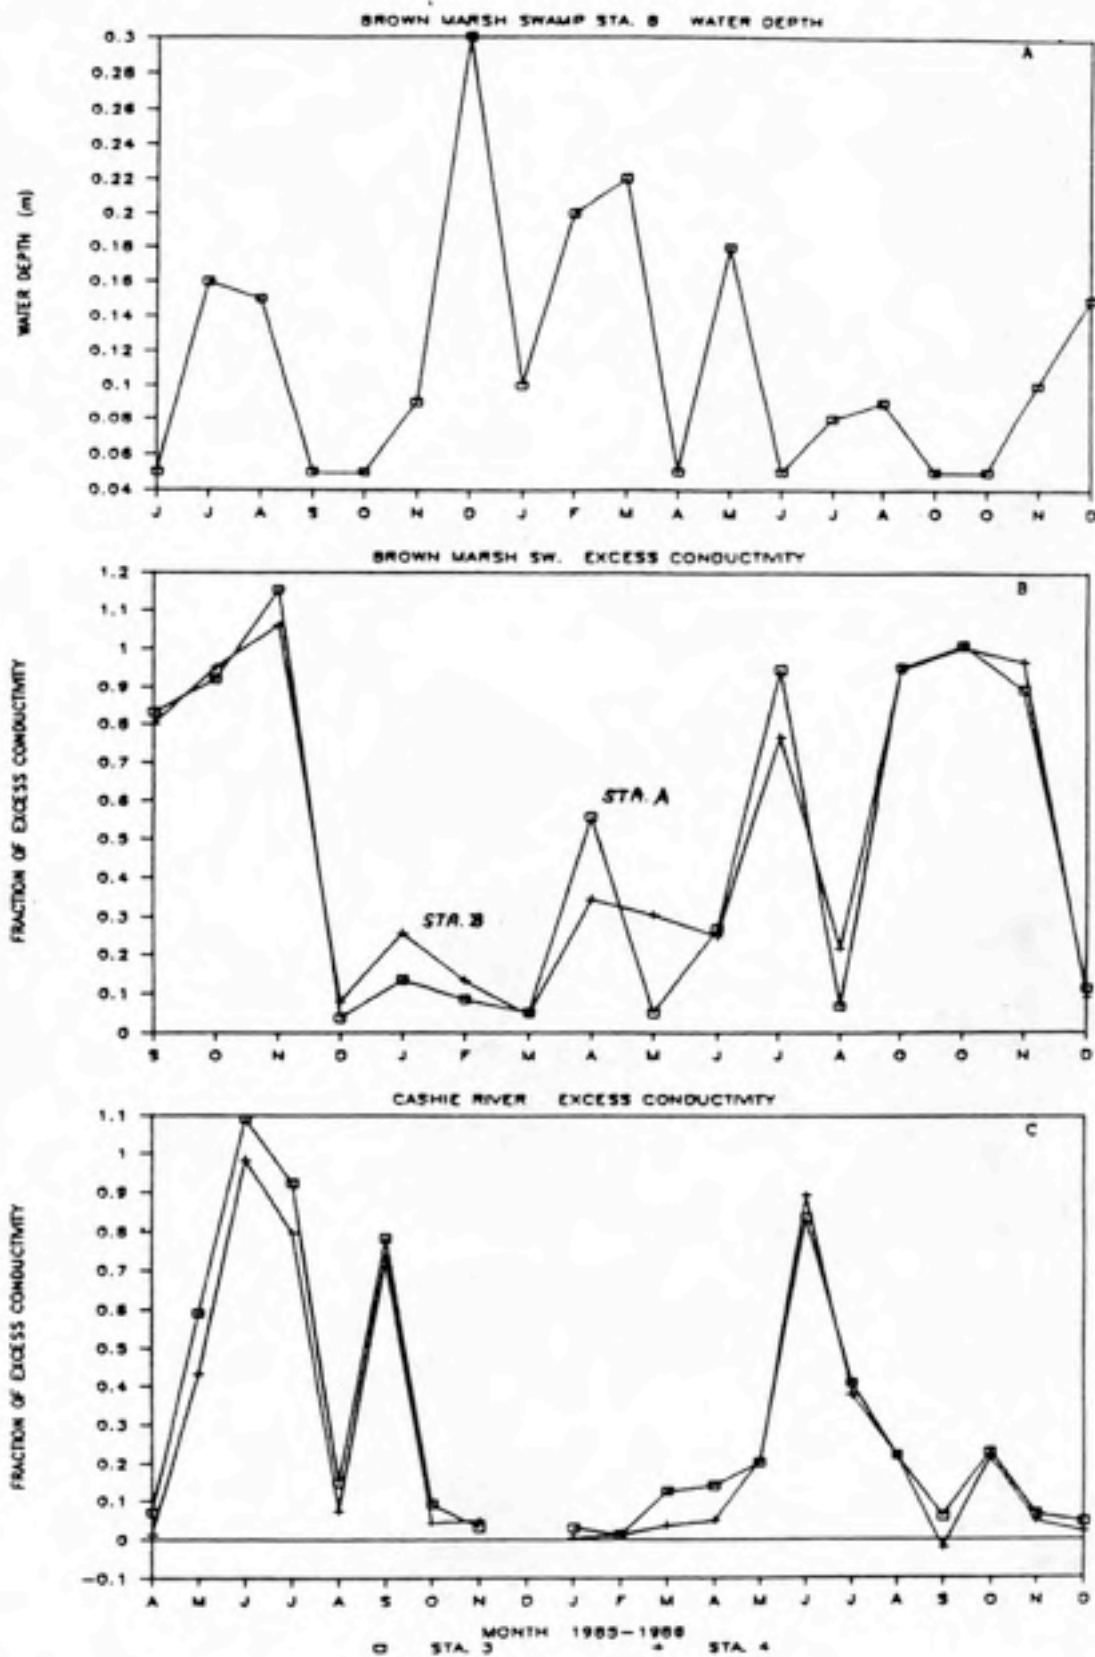 BROWN MARSH SWAMP STA. B WATER DEPTH
A
0.3
0.28
0.26
0.24
0.22
0.2
0.18
0.16
0.14
0.12
0.1
0.08
0.06
0.04
WATER DEPTH (m)
J J A S O N D J F M A M J J A O O N D
BROWN MARSH SW. EXCESS CONDUCTIVITY
B
1.2
1.1
1
0.9
0.8
0.7
0.6
0.5
0.4
0.3
0.2
0.1
0
FRACTION OF EXCESS CONDUCTIVITY
STA. A
STA. B
S O N D J F M A M J J A O O N D
CASHIE RIVER EXCESS CONDUCTIVITY
C
1.1
1
0.9
0.8
0.7
0.6
0.5
0.4
0.3
0.2
0.1
0
-0.1
FRACTION OF EXCESS CONDUCTIVITY
A M J J A S O N D J F M A M J J A S O N D
MONTH 1985-1986
STA. 3 + STA. 4